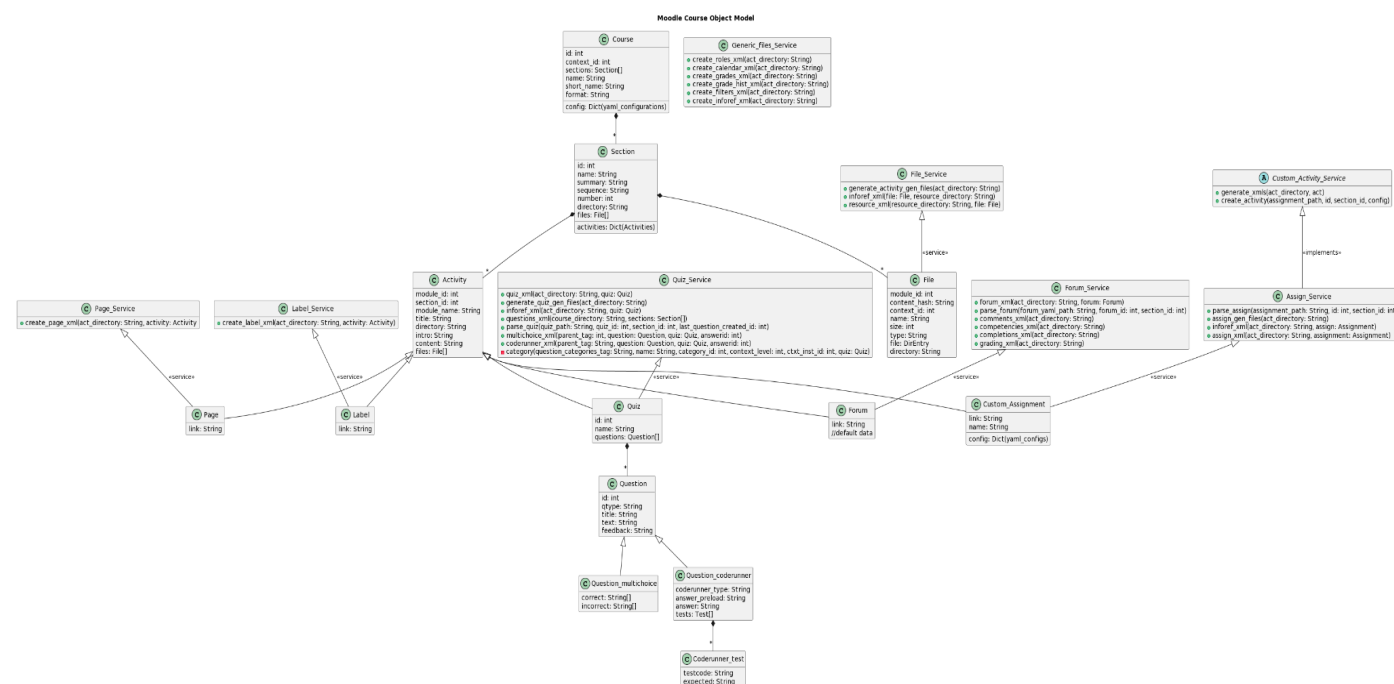 Moodle Course Object Model
C Course
id: int
context_id: int
sections: Section[]
name: String
short_name: String
format: String
config: Dict(yaml_configurations)
C Generic_files_Service
create_roles_xml(act_directory: String)
create_calendar_xml(act_directory: String)
create_grades_xml(act_directory: String)
create_grade_hist_xml(act_directory: String)
create_filters_xml(act_directory: String)
create_inforef_xml(act_directory: String)
*
C Section
id: int
name: String
summary: String
sequence: String
number: int
directory: String
files: File[]
activities: Dict(Activities)
C File_Service
generate_activity_gen_files(act_directory: String)
inforef_xml(file: File, resource_directory: String)
resource_xml(resource_directory: String, file: File)
A Custom_Activity_Service
generate_xmls(act_directory, act)
create_activity(assignment_path, id, section_id, config)
«service»
«implements»
*
*
C Page_Service
create_page_xml(act_directory: String, activity: Activity
C Label_Service
create_label_xml(act_directory: String, activity: Activity)
C Activity
module_id: int
section_id: int
module_name: String
title: String
directory: String
intro: String
content: String
files: File[]
C Quiz_Service
quiz_xml(act_directory: String, quiz: Quiz)
generate_quiz_gen_files(act_directory: String)
inforef_xml(act_directory: String, quiz: Quiz)
questions_xml(course_directory: String, sections: Section[])
parse_quiz(quiz_path: String, quiz_id: int, section_id: int, last_question_created_id: int)
multichoice_xml(parent_tag: int, question: Question, quiz: Quiz, answerid: int)
coderunner_xml(parent_tag: String, question: Question, quiz: Quiz, answerid: int)
category(question_categories_tag: String, name: String, category_id: int, context_level: int, ctxt_inst_id: int, quiz: Quiz)
C File
module_id: int
content_hash: String
context_id: int
name: String
size: int
type: String
file: DirEntry
directory: String
C Forum_Service
forum_xml(act_directory: String, forum: Forum)
parse_forum(forum_yaml_path: String, forum_id: int, section_id: int)
comments_xml(act_directory: String)
competencies_xml(act_directory: String)
completions_xml(act_directory: String)
grading_xml(act_directory: String)
C Assign_Service
parse_assign(assignment_path: String, id: int, section_id: int
assign_gen_files(act_directory: String)
inforef_xml(act_directory: String, assign: Assignment)
assign_xml(act_directory: String, assignment: Assignment)
«service»
«service»
«service»
«service»
«service»
C Page
link: String
C Label
link: String
C Quiz
id: int
name: String
questions: Question[]
C Forum
link: String
//default data
C Custom_Assignment
link: String
name: String
config: Dict(yaml_configs)
*
C Question
id: int
qtype: String
title: String
text: String
feedback: String
C Question_multichoice
correct: String[]
incorrect: String[]
C Question_coderunner
coderunner_type: String
answer_preload: String
answer: String
tests: Test[]
*
C Coderunner_test
testcode: String
expected: String